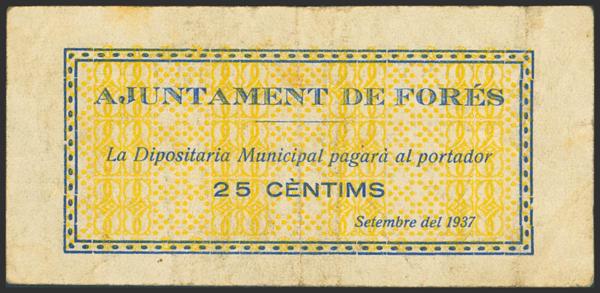 AJUNTAMENT DE FORÉS
La Dipositaria Municipal pagarà al portador
25 CÈNTIMS
Setembre del 1937